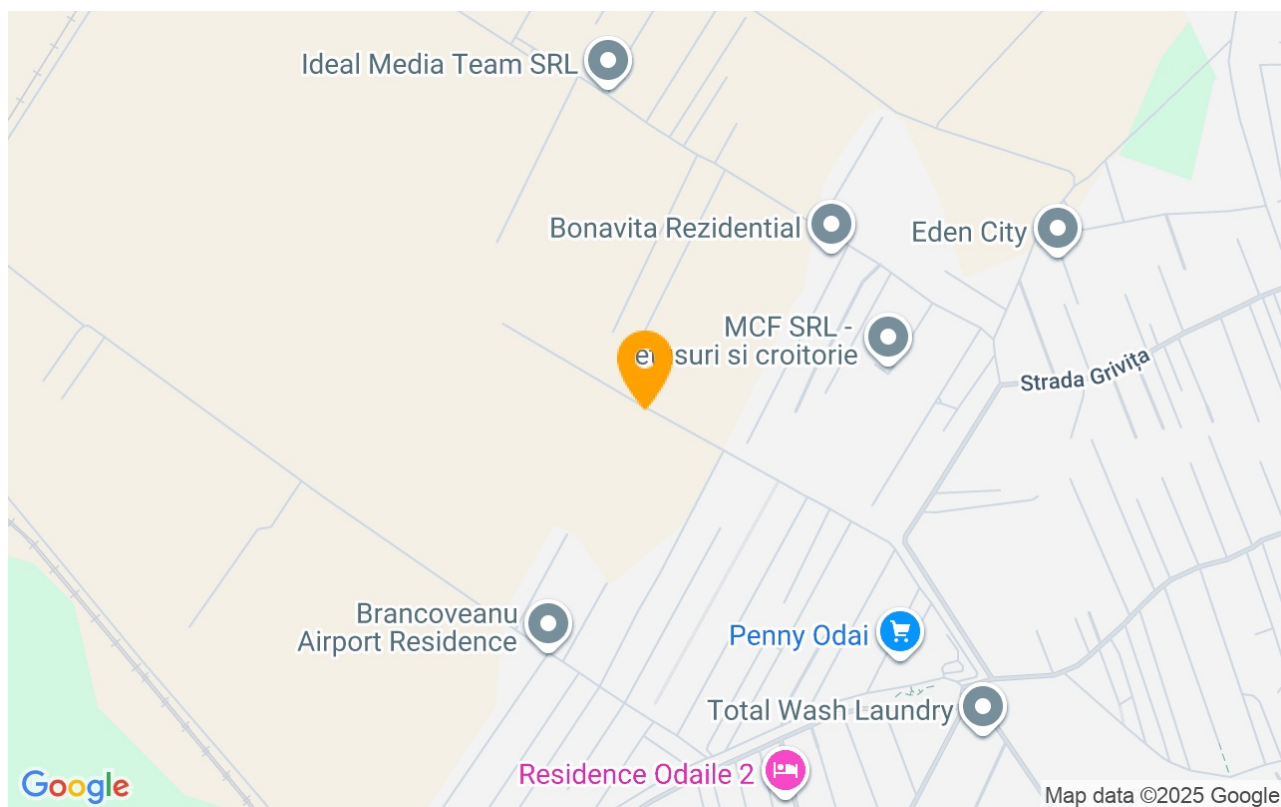 Ideal Media Team SRL
Bonavita Rezidential
Eden City
MCF SRL -
suri si croitorie
Strada Grivița
Brancoveanu
Airport Residence
Penny Odai
Total Wash Laundry
Residence Odaile 2
Google
Map data ©2025 Google